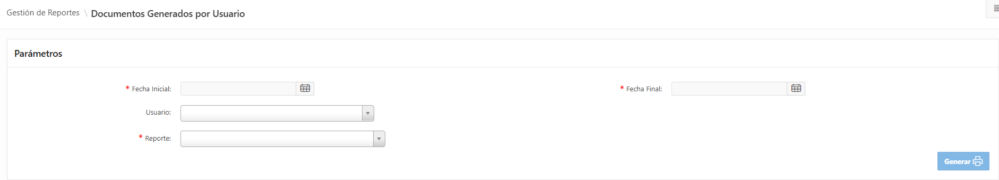 Gestión de Reportes \ Documentos Generados por Usuario
Parámetros
* Fecha Inicial:
* Fecha Final:
Usuario:
* Reporte:
Generar